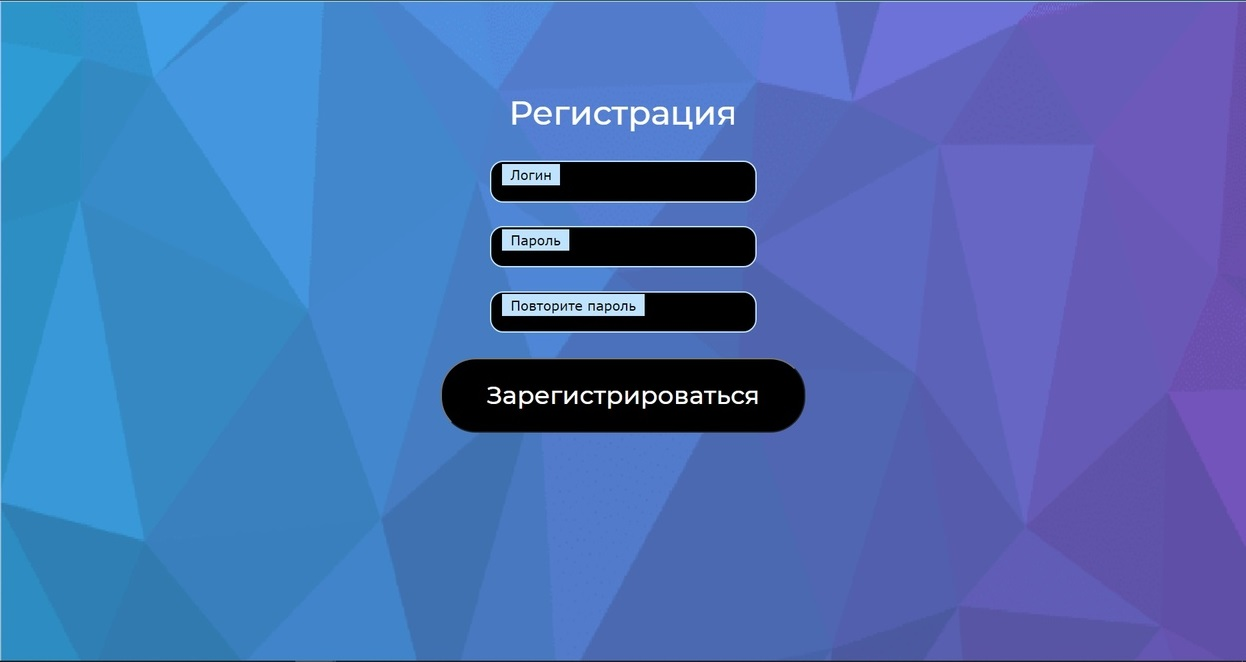 Регистрация
Логин
Пароль
Повторите пароль
Зарегистрироваться